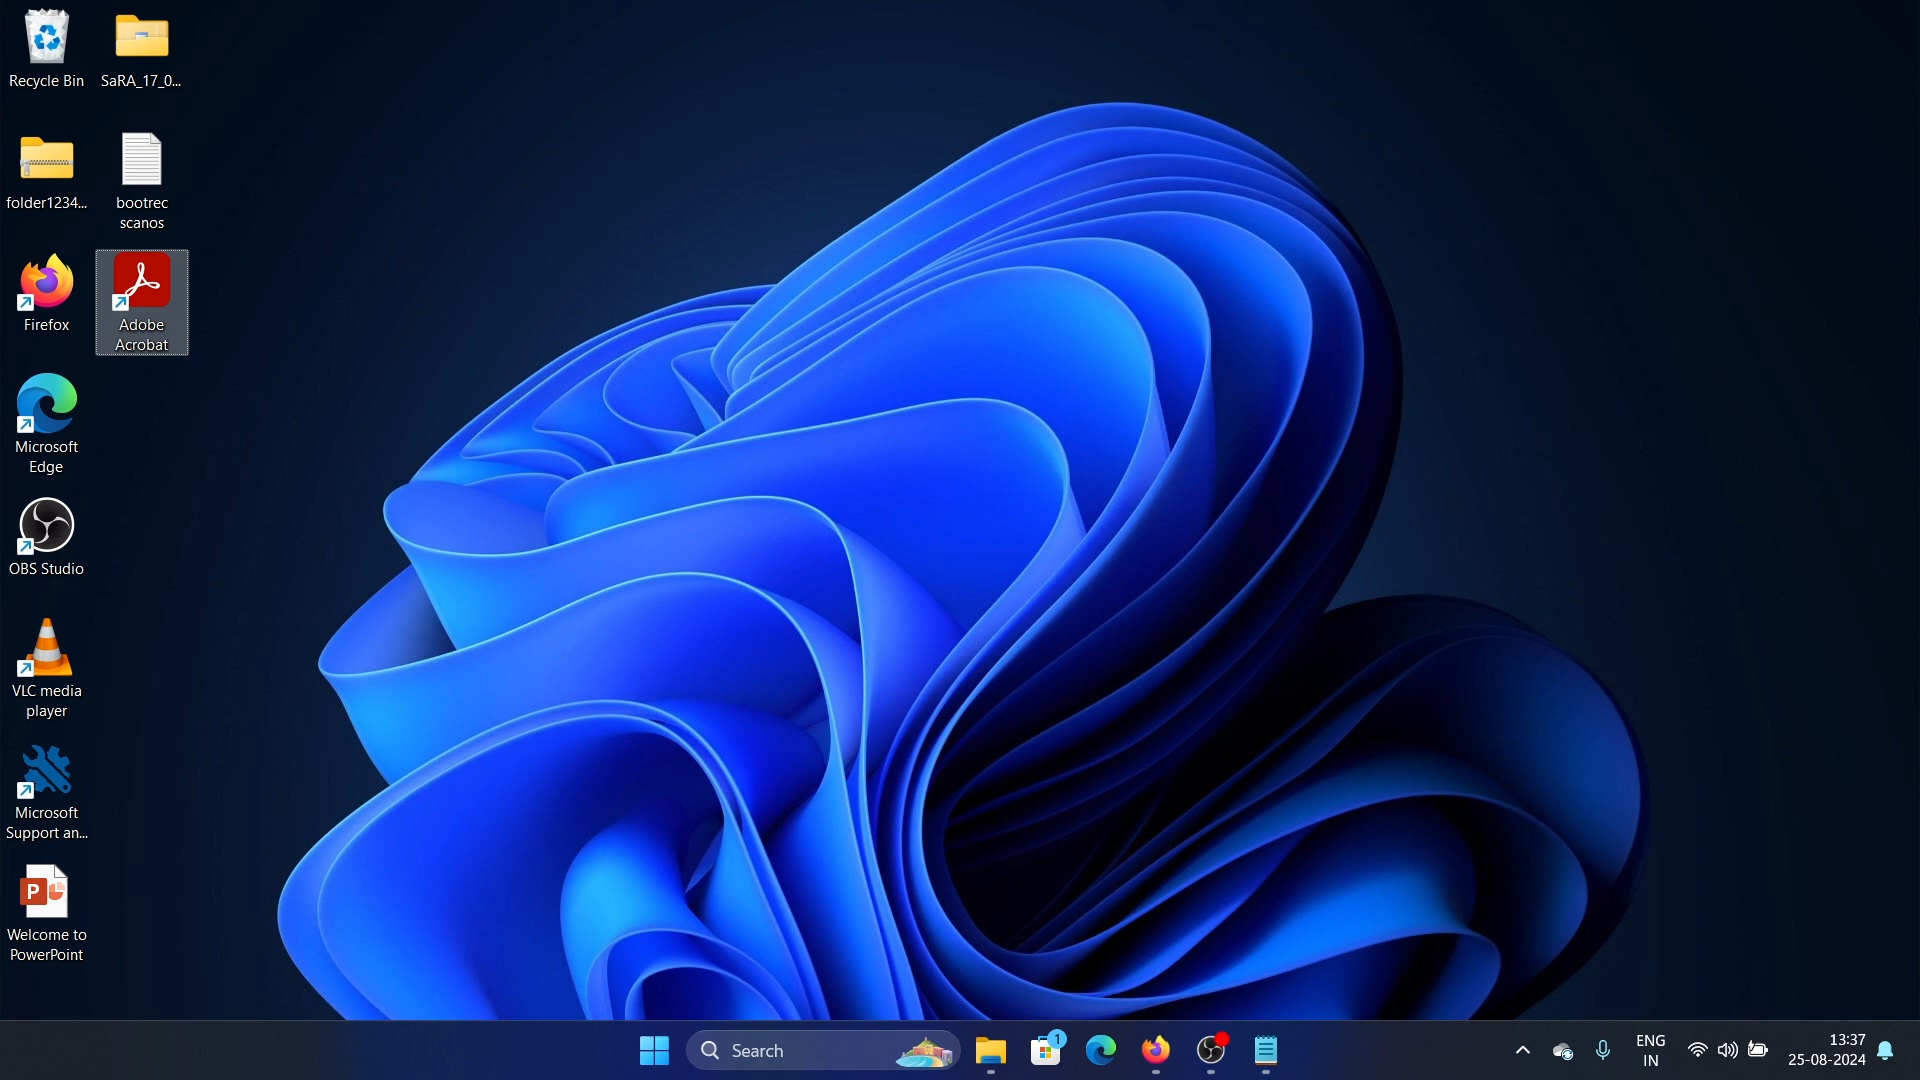 Recycle Bin
SaRA_17_0...
folder1234...
bootrec
scanos
Firefox
Adobe
Acrobat
Microsoft
Edge
OBS Studio
VLC media
player
Microsoft
Support an...
P
Welcome to
PowerPoint
Search
1
ENG
IN
13:37
25-08-2024